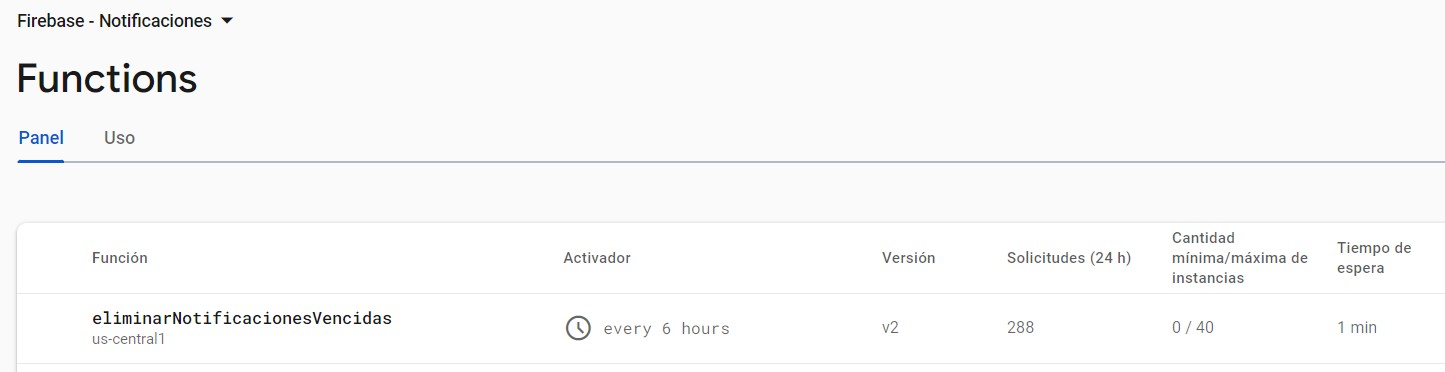 Firebase - Notificaciones
Functions
Panel Uso
Función Activador Versión Solicitudes (24 h) Cantidad mínima/máxima de instancias Tiempo de espera
eliminarNotificacionesVencidas every 6 hours v2 288 0 / 40 1 min
us-central1